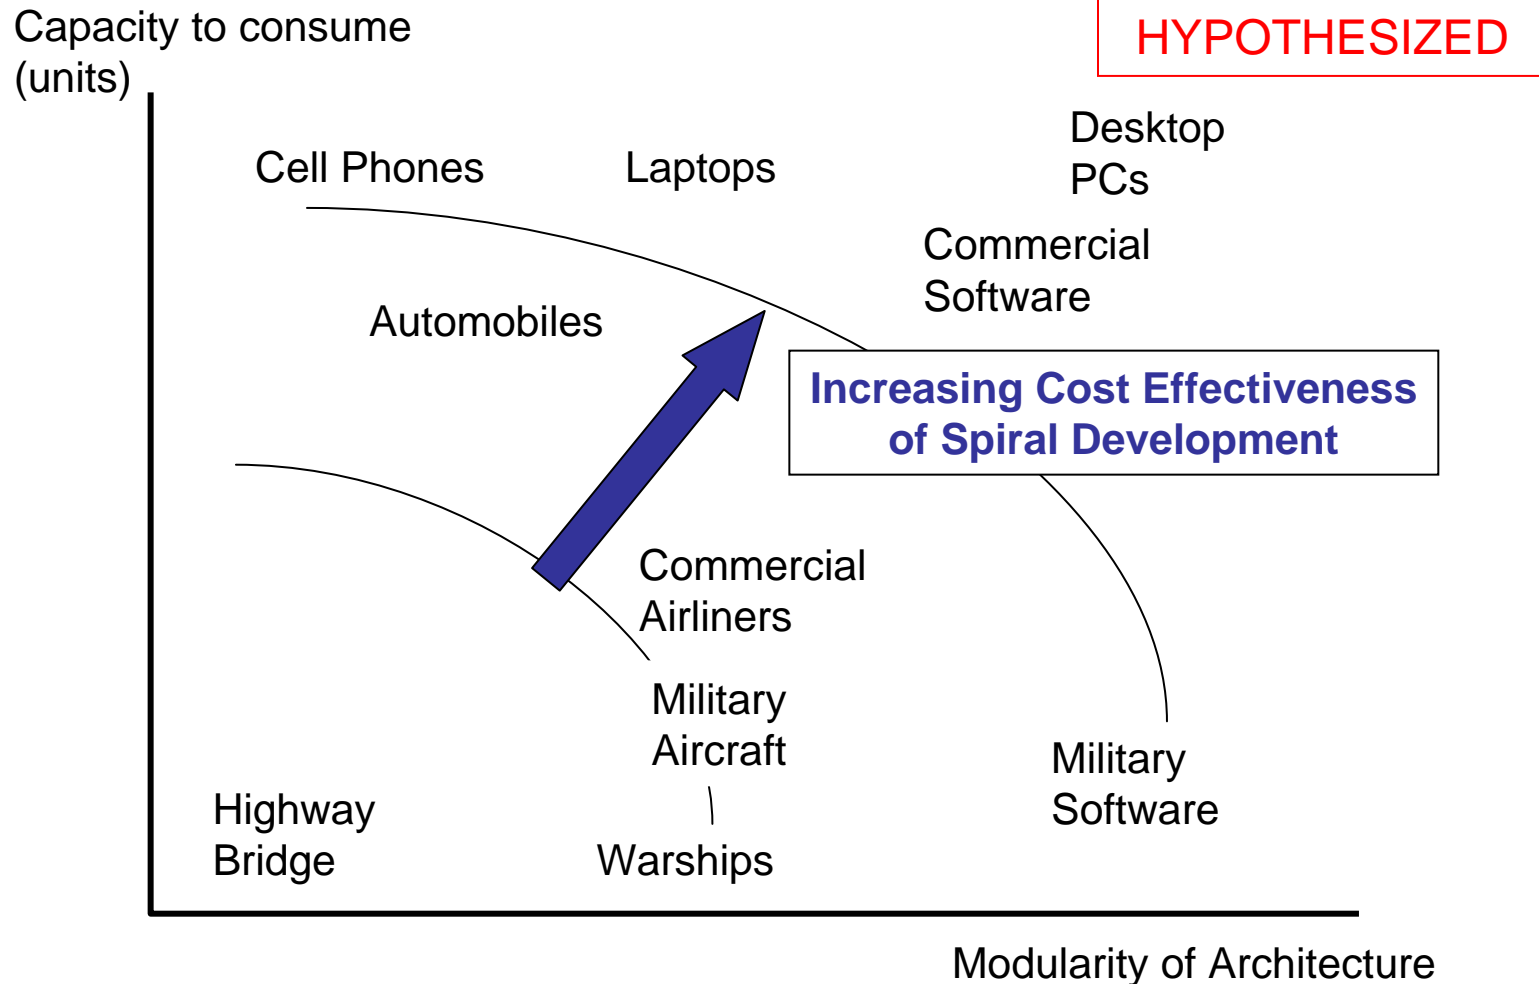 Capacity to consume
(units)
HYPOTHESIZED
Cell Phones
Laptops
Desktop
PCs
Commercial
Software
Automobiles
Increasing Cost Effectiveness
of Spiral Development
Commercial
Airliners
Military
Aircraft
Military
Software
Highway
Bridge
Warships
Modularity of Architecture